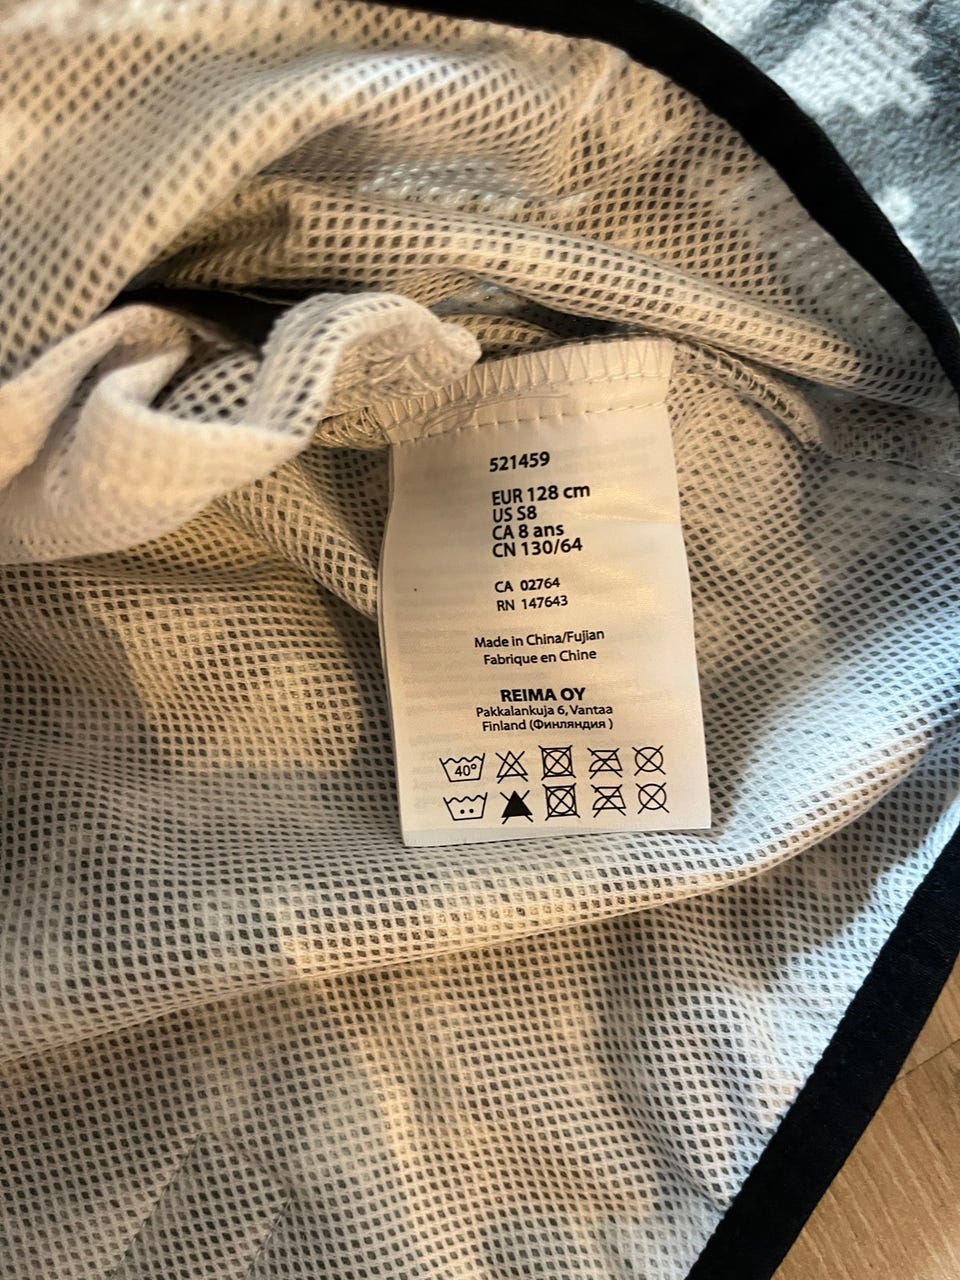 521459
EUR 128 cm
US S8
CA 8 ans
CN 130/64
CA 02764
RN 147643
Made in China/Fujian
Fabrique en Chine
REIMA OY
Pakkalankuja 6, Vantaa
Finland (Финляндия )
40°